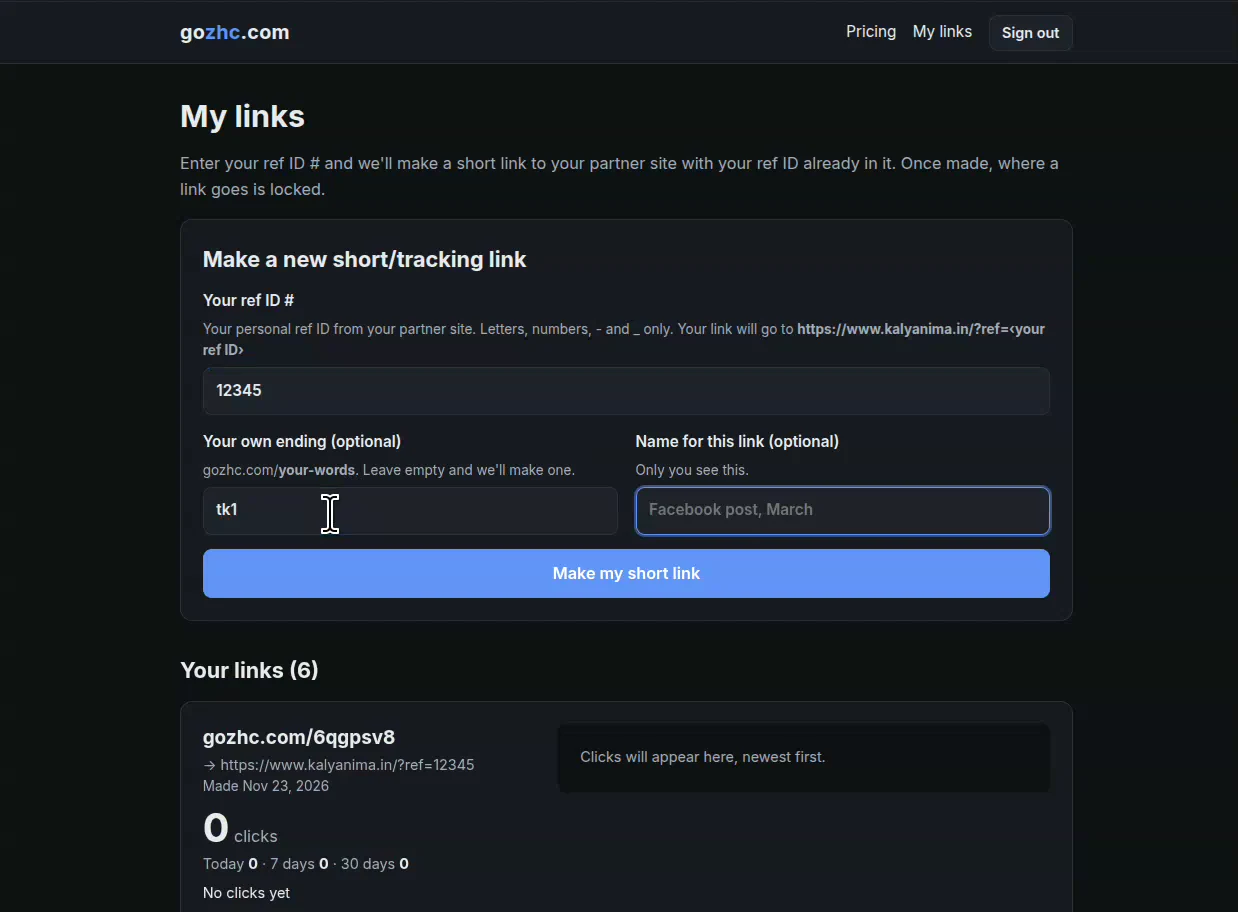 gozhc.com
Pricing
My links
Sign out
My links
Enter your ref ID # and we'll make a short link to your partner site with your ref ID already in it. Once made, where a
link goes is locked.
Make a new short/tracking link
Your ref ID #
Your personal ref ID from your partner site. Letters, numbers, - and _ only. Your link will go to https://www.kalyanima.in/?ref=‹your
ref ID›
12345
Your own ending (optional)
gozhc.com/your-words. Leave empty and we'll make one.
tk1
Name for this link (optional)
Only you see this.
Facebook post, March
Make my short link
Your links (6)
gozhc.com/6qgpsv8
→ https://www.kalyanima.in/?ref=12345
Made Nov 23, 2026
0 clicks
Today 0 · 7 days 0 · 30 days 0
No clicks yet
Clicks will appear here, newest first.